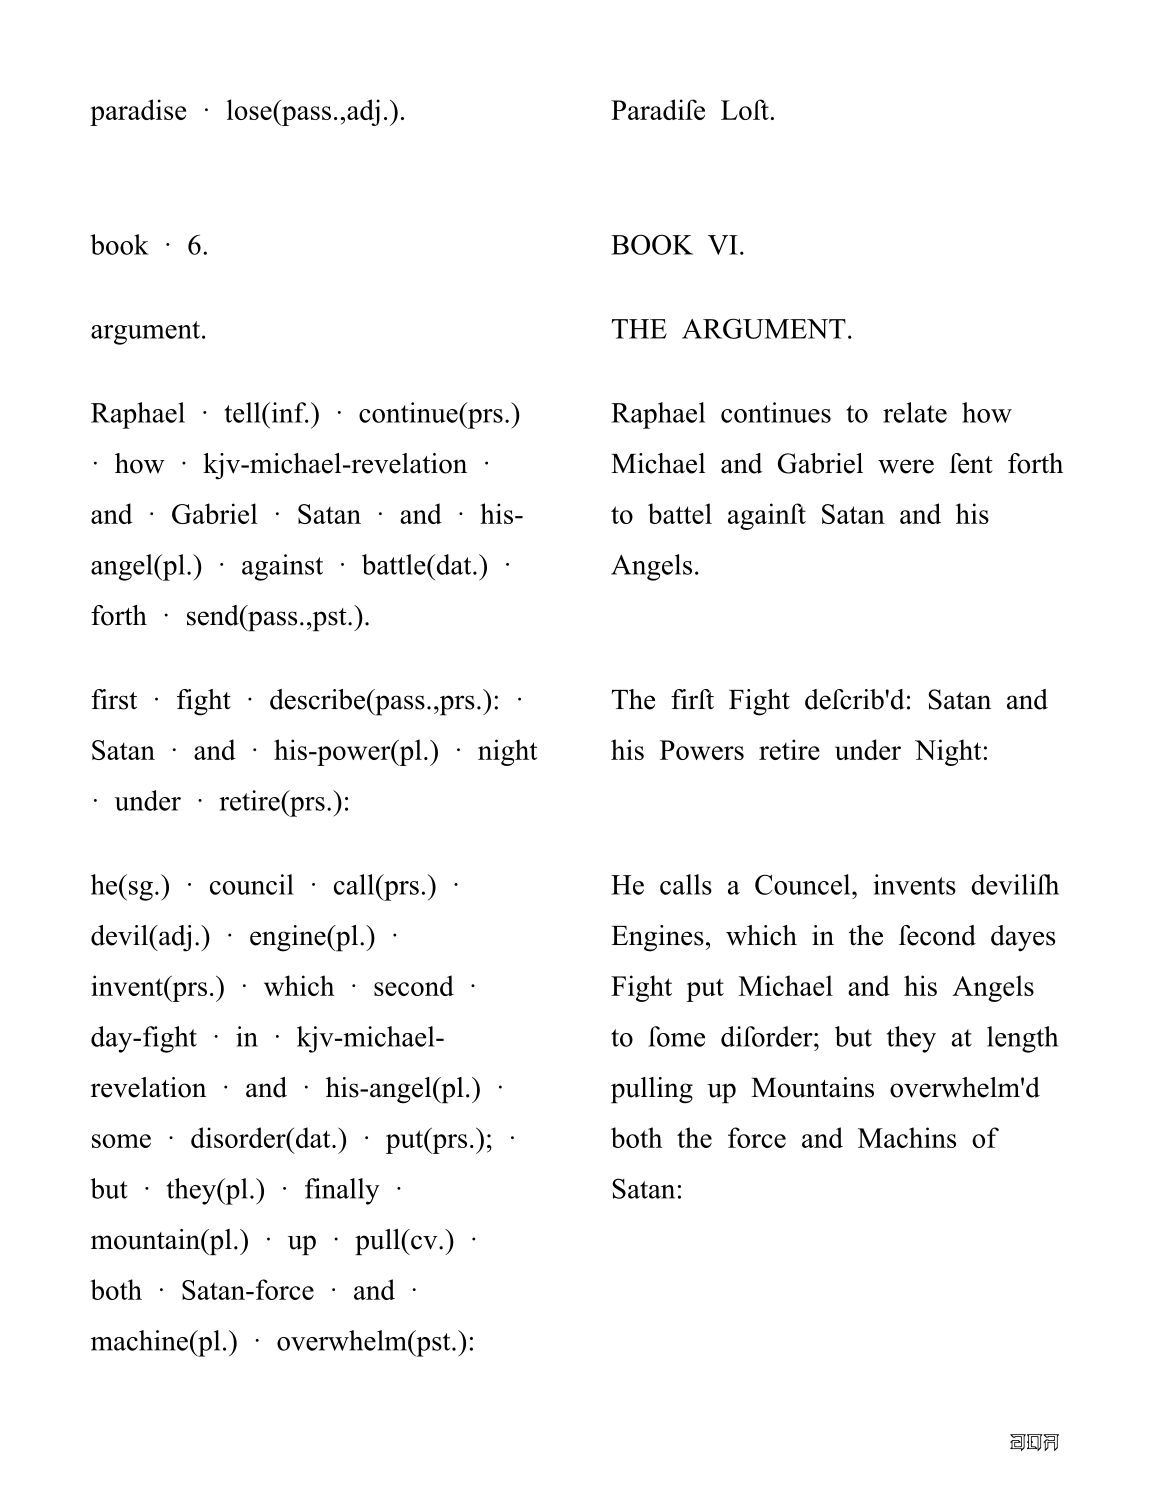 paradise · lose(pass.,adj.).
Paradiſe Loſt.
book · 6.
BOOK VI.
argument.
THE ARGUMENT.
Raphael · tell(inf.) · continue(prs.)
· how · kjv-michael-revelation ·
and · Gabriel · Satan · and · his-
angel(pl.) · against · battle(dat.) ·
forth · send(pass.,pst.).
Raphael continues to relate how
Michael and Gabriel were ſent forth
to battel againſt Satan and his
Angels.
first · fight · describe(pass.,prs.): ·
Satan · and · his-power(pl.) · night
· under · retire(prs.):
The firſt Fight deſcrib'd: Satan and
his Powers retire under Night:
he(sg.) · council · call(prs.) ·
devil(adj.) · engine(pl.) ·
invent(prs.) · which · second ·
day-fight · in · kjv-michael-
revelation · and · his-angel(pl.) ·
some · disorder(dat.) · put(prs.); ·
but · they(pl.) · finally ·
mountain(pl.) · up · pull(cv.) ·
both · Satan-force · and ·
machine(pl.) · overwhelm(pst.):
He calls a Councel, invents deviliſh
Engines, which in the ſecond dayes
Fight put Michael and his Angels
to ſome diſorder; but they at length
pulling up Mountains overwhelm'd
both the force and Machins of
Satan: